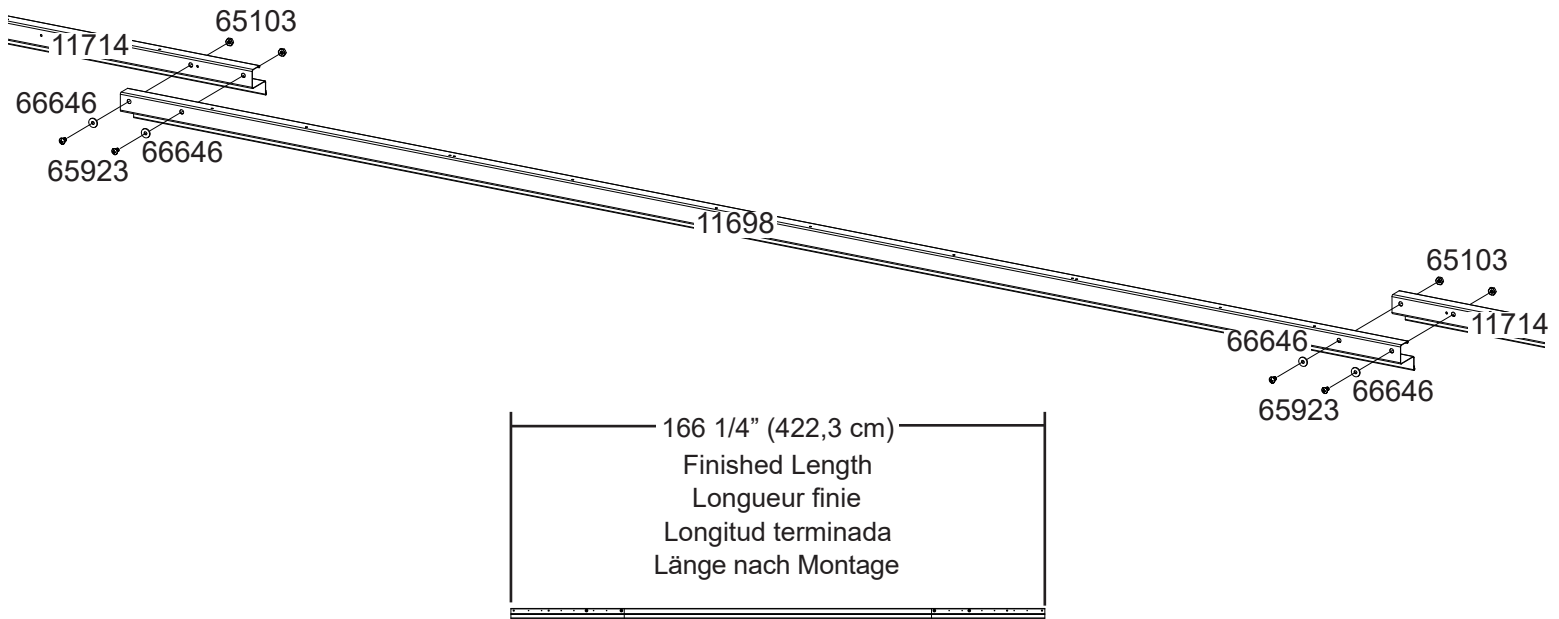 65103
11714
66646
66646
65923
11698
65103
11714
66646
66646
65923
166 1/4” (422,3 cm)
Finished Length
Longueur finie
Longitud terminada
Länge nach Montage